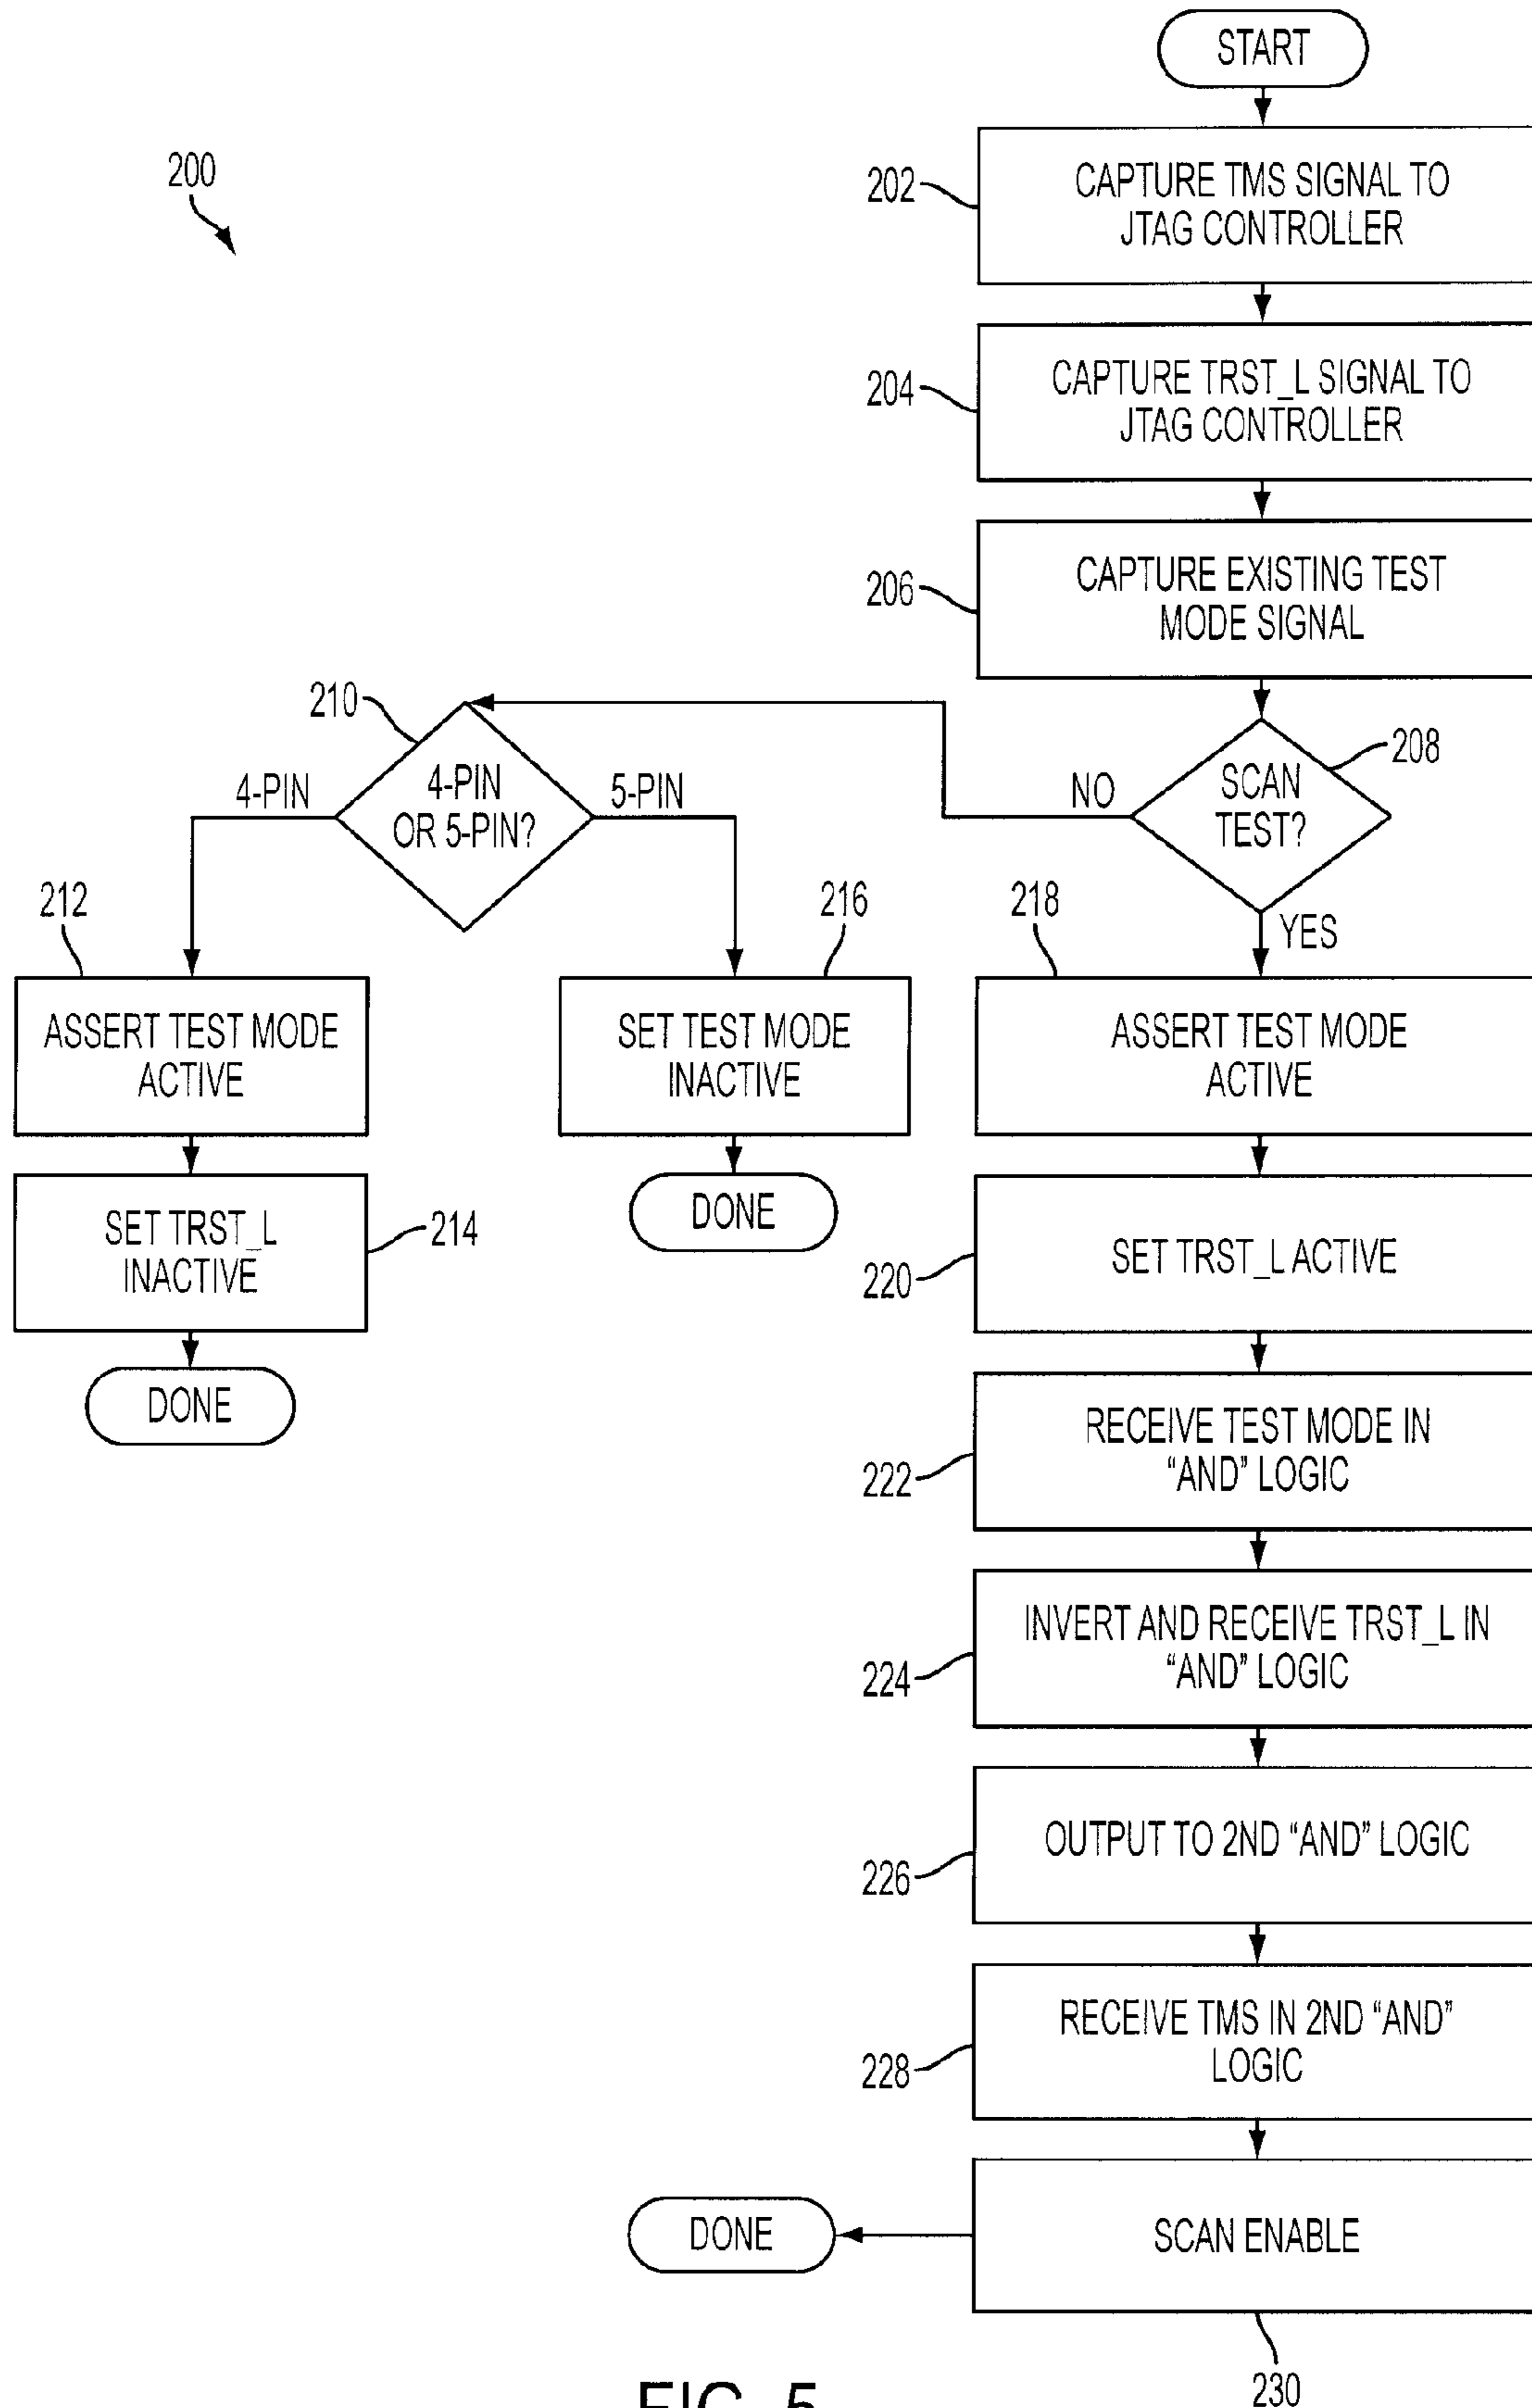 START
200
202
CAPTURE TMS SIGNAL TO
JTAG CONTROLLER
204
CAPTURE TRST_L SIGNAL TO
JTAG CONTROLLER
206
CAPTURE EXISTING TEST
MODE SIGNAL
208
SCAN
TEST?
NO
YES
210
4-PIN
OR 5-PIN?
4-PIN
5-PIN
212
ASSERT TEST MODE
ACTIVE
214
SET TRST_L
INACTIVE
DONE
216
SET TEST MODE
INACTIVE
DONE
218
ASSERT TEST MODE
ACTIVE
220
SET TRST_L ACTIVE
222
RECEIVE TEST MODE IN
“AND” LOGIC
224
INVERT AND RECEIVE TRST_L IN
“AND” LOGIC
226
OUTPUT TO 2ND “AND” LOGIC
228
RECEIVE TMS IN 2ND “AND”
LOGIC
SCAN ENABLE
230
DONE
FIG. 5